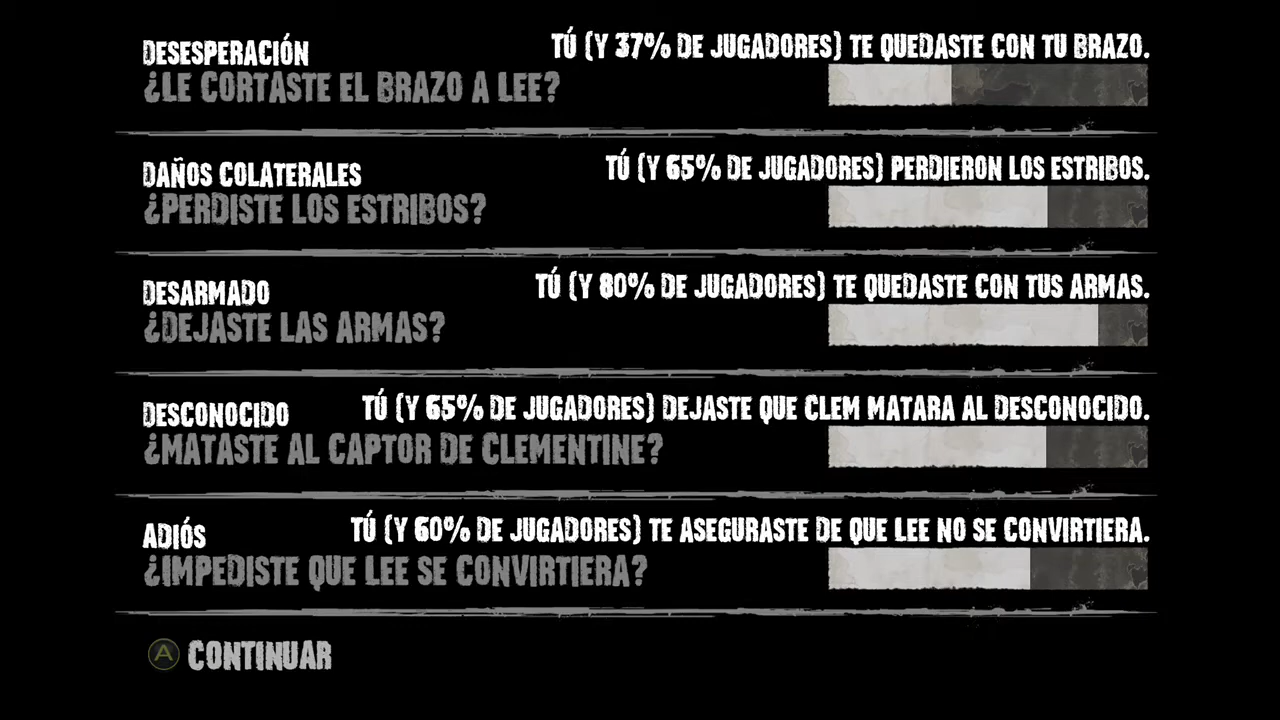 DESESPERACIÓN
TÚ (Y 37% DE JUGADORES) TE QUEDASTE CON TU BRAZO.
¿LE CORTASTE EL BRAZO A LEE?
DAÑOS COLATERALES
TÚ (Y 65% DE JUGADORES) PERDIERON LOS ESTRIBOS.
¿PERDISTE LOS ESTRIBOS?
DESARMADO
TÚ (Y 80% DE JUGADORES) TE QUEDASTE CON TUS ARMAS.
¿DEJASTE LAS ARMAS?
DESCONOCIDO
TÚ (Y 65% DE JUGADORES) DEJASTE QUE CLEM MATARA AL DESCONOCIDO.
¿MATASTE AL CAPTOR DE CLEMENTINE?
ADIÓS
TÚ (Y 60% DE JUGADORES) TE ASEGURASTE DE QUE LEE NO SE CONVIRTIERA.
¿IMPEDISTE QUE LEE SE CONVIRTIERA?
A CONTINUAR